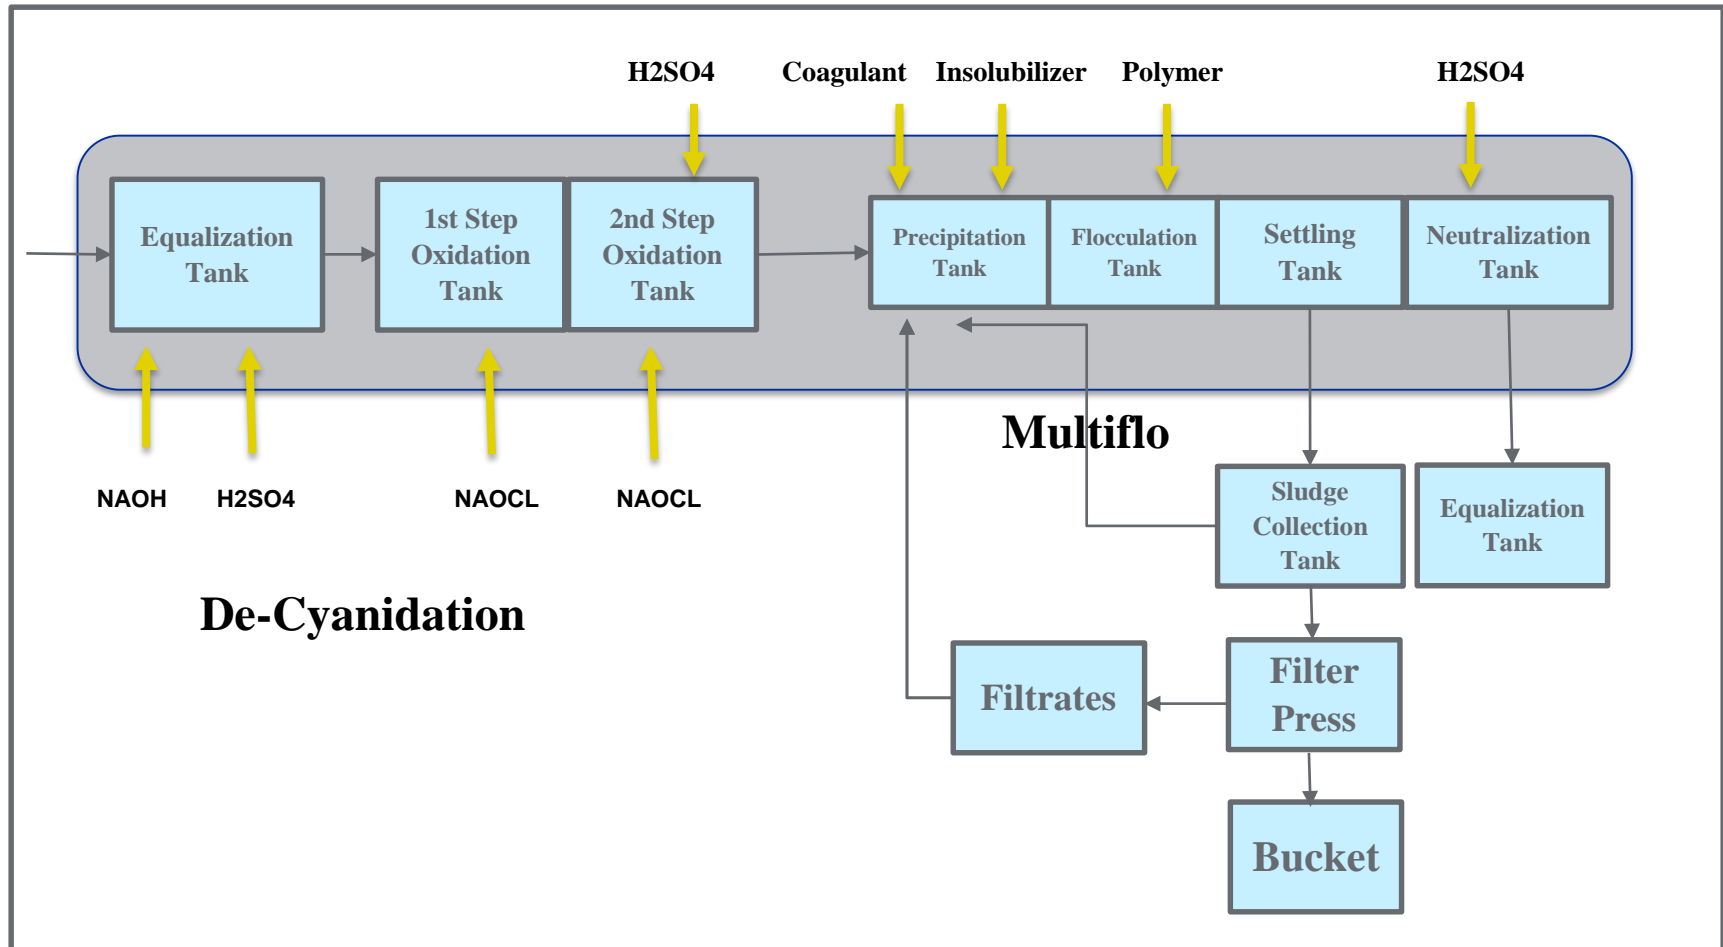 H2SO4 Coagulant Insolubilizer Polymer H2SO4
Equalization
Tank
1st Step
Oxidation
Tank
2nd Step
Oxidation
Tank
Precipitation
Tank
Flocculation
Tank
Settling
Tank
Neutralization
Tank
Multiflo
NAOH H2SO4 NAOCL NAOCL
Sludge
Collection
Tank
Equalization
Tank
De-Cyanidation
Filtrates
Filter
Press
Bucket